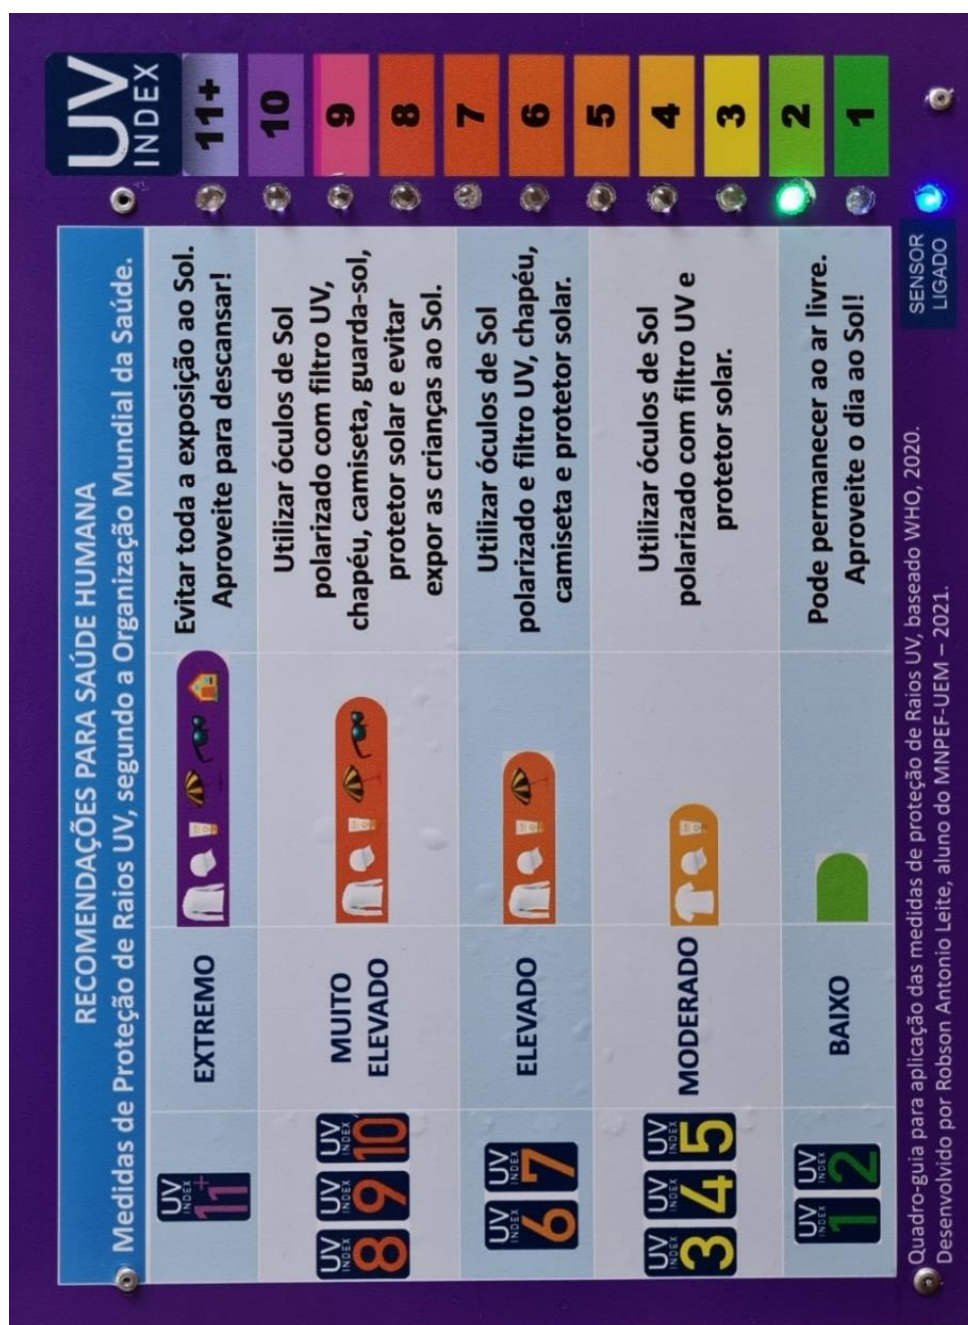 RECOMENDAÇÕES PARA SAÚDE HUMANA
Medidas de Proteção de Raios UV, segundo a Organização Mundial da Saúde.
UV
INDEX
UV
INDEX
11+
EXTREMO
Evitar toda a exposição ao Sol.
Aproveite para descansar!
11+
UV
INDEX
8
UV
INDEX
9
UV
INDEX
10
MUITO
ELEVADO
Utilizar óculos de Sol
polarizado com filtro UV,
chapéu, camiseta, guarda-sol,
protetor solar e evitar
expor as crianças ao Sol.
10
9
8
UV
INDEX
6
UV
INDEX
7
ELEVADO
Utilizar óculos de Sol
polarizado e filtro UV, chapéu,
camiseta e protetor solar.
7
6
UV
INDEX
3
UV
INDEX
4
UV
INDEX
5
MODERADO
Utilizar óculos de Sol
polarizado com filtro UV e
protetor solar.
5
4
3
UV
INDEX
1
UV
INDEX
2
BAIXO
Pode permanecer ao ar livre.
Aproveite o dia ao Sol!
2
1
SENSOR
LIGADO
Quadro-guia para aplicação das medidas de proteção de Raios UV, baseado WHO, 2020.
Desenvolvido por Robson Antonio Leite, aluno do MNPEF-UEM – 2021.